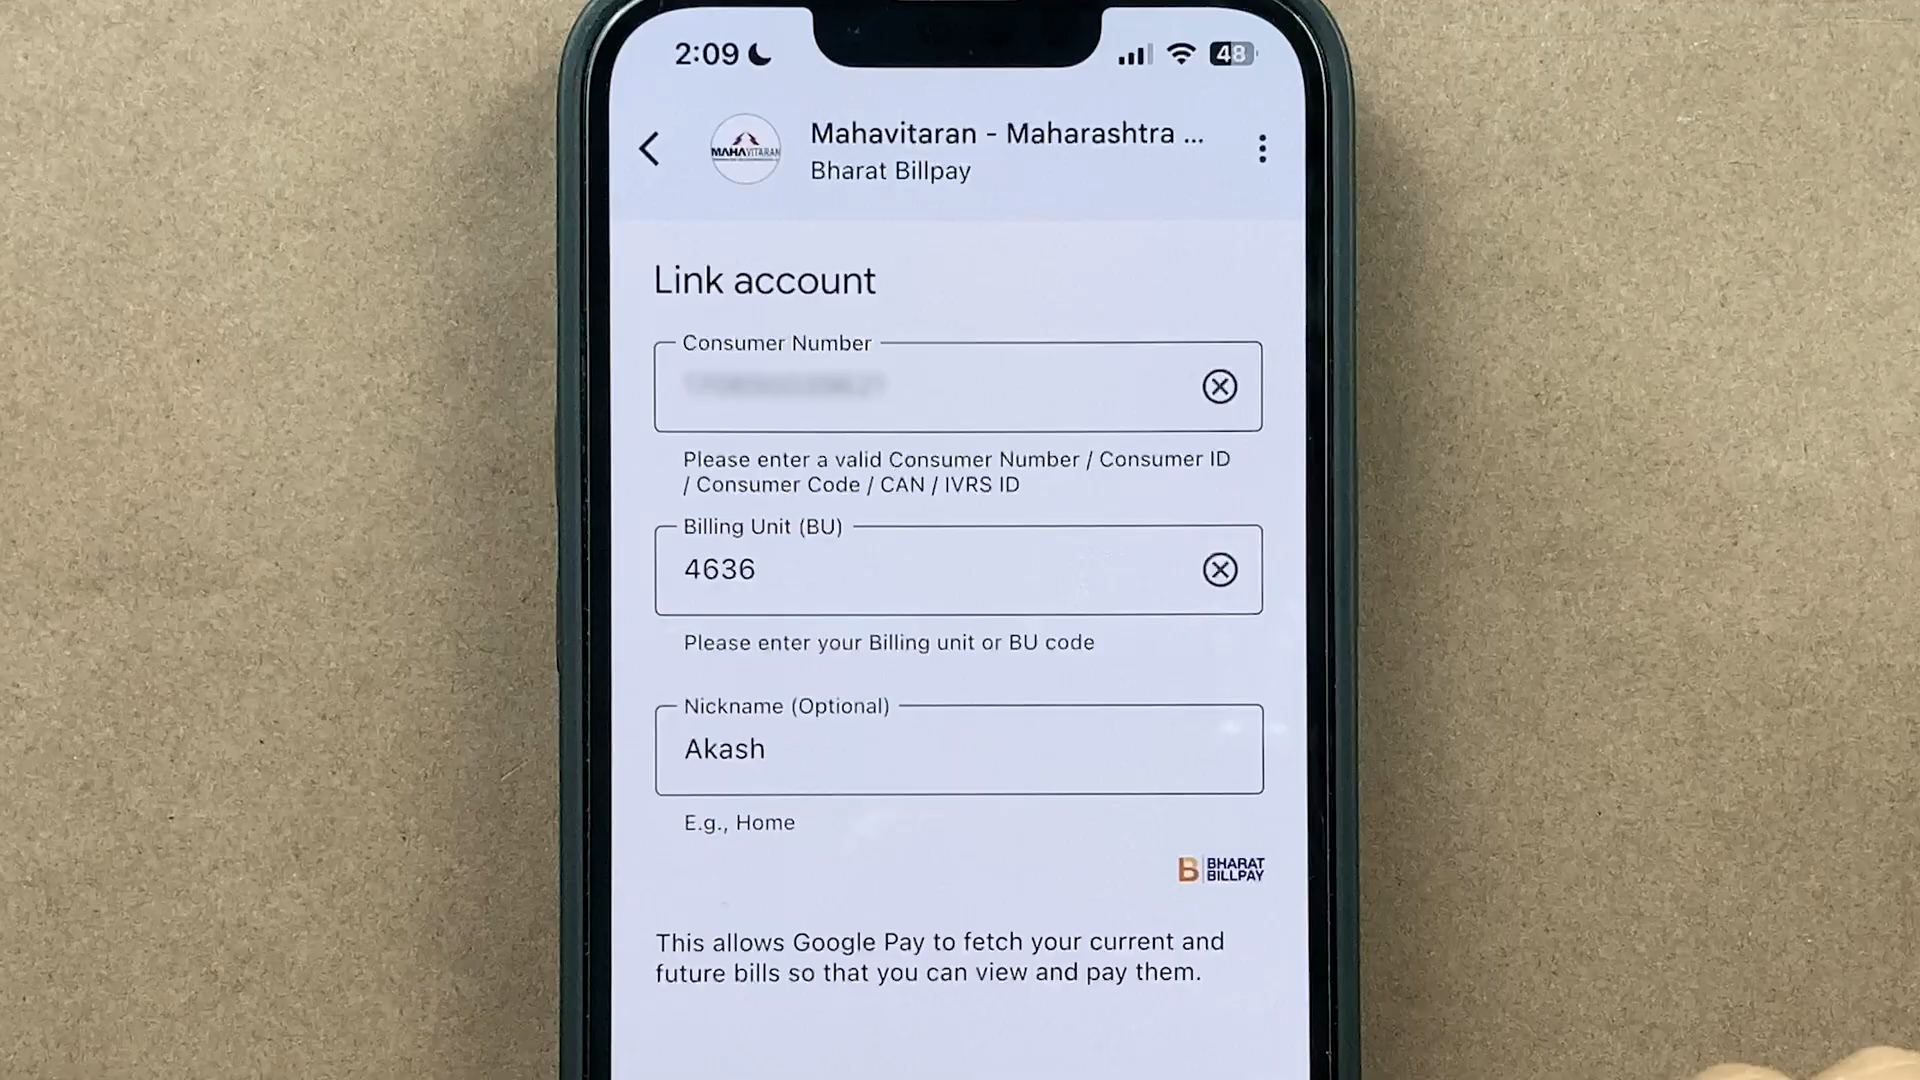 2:09
48
Mahavitaran - Maharashtra ...
MAHAVITARAN
Bharat Billpay
Link account
Consumer Number
Please enter a valid Consumer Number / Consumer ID
/ Consumer Code / CAN / IVRS ID
Billing Unit (BU)
4636
Please enter your Billing unit or BU code
Nickname (Optional)
Akash
E.g., Home
B BHARAT
BILLPAY
This allows Google Pay to fetch your current and
future bills so that you can view and pay them.